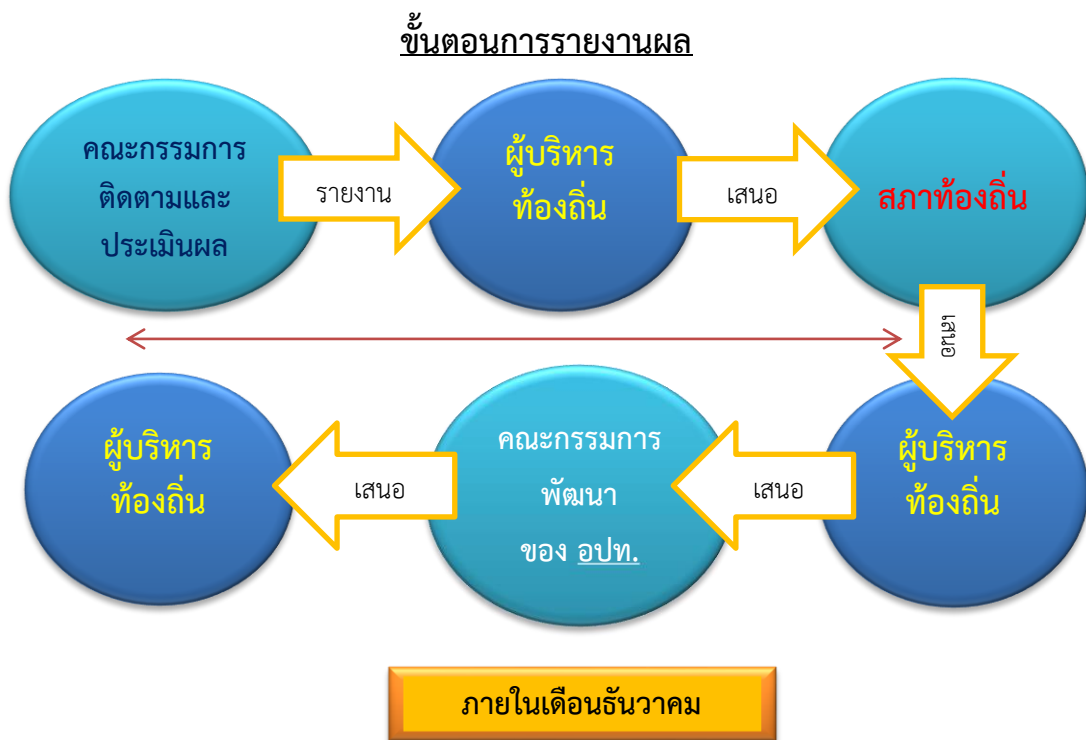 ขั้นตอนการรายงานผล
คณะกรรมการ
ติดตามและ
ประเมินผล
รายงาน
ผู้บริหาร
ท้องถิ่น
เสนอ
สภาท้องถิ่น
เสนอ
ผู้บริหาร
ท้องถิ่น
เสนอ
คณะกรรมการ
พัฒนา
ของ อปท.
เสนอ
ผู้บริหาร
ท้องถิ่น
ภายในเดือนธันวาคม